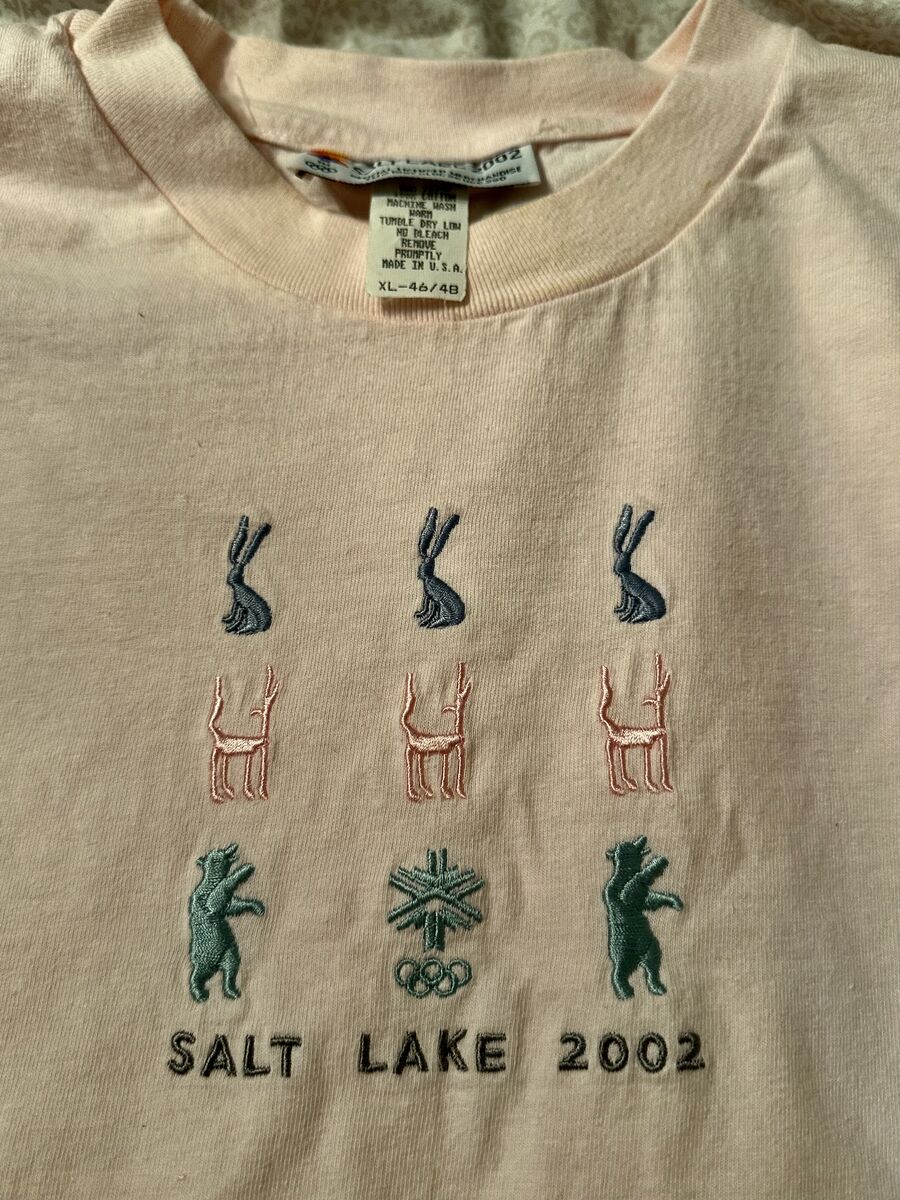 SALT LAKE 2002
COTTON
MACHINE WASH
WARM
TUMBLE DRY LOW
NO BLEACH
REMOVE
PROMPTLY
MADE IN U.S.A.
XL-46/48
SALT LAKE 2002